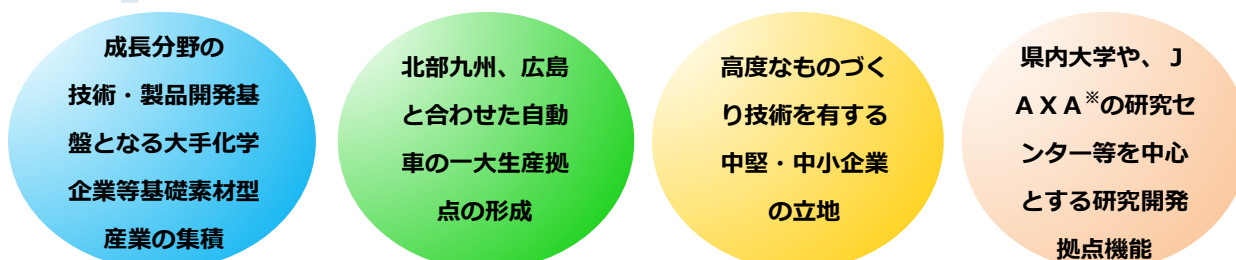 成長分野の
技術・製品開発基
盤となる大手化学
企業等基礎素材型
産業の集積
北部九州、広島
と合わせた自動
車の一大生産拠
点の形成
高度なものづく
り技術を有する
中堅・中小企業
の立地
県内大学や、J
AXA※の研究セ
ンター等を中心
とする研究開発
拠点機能